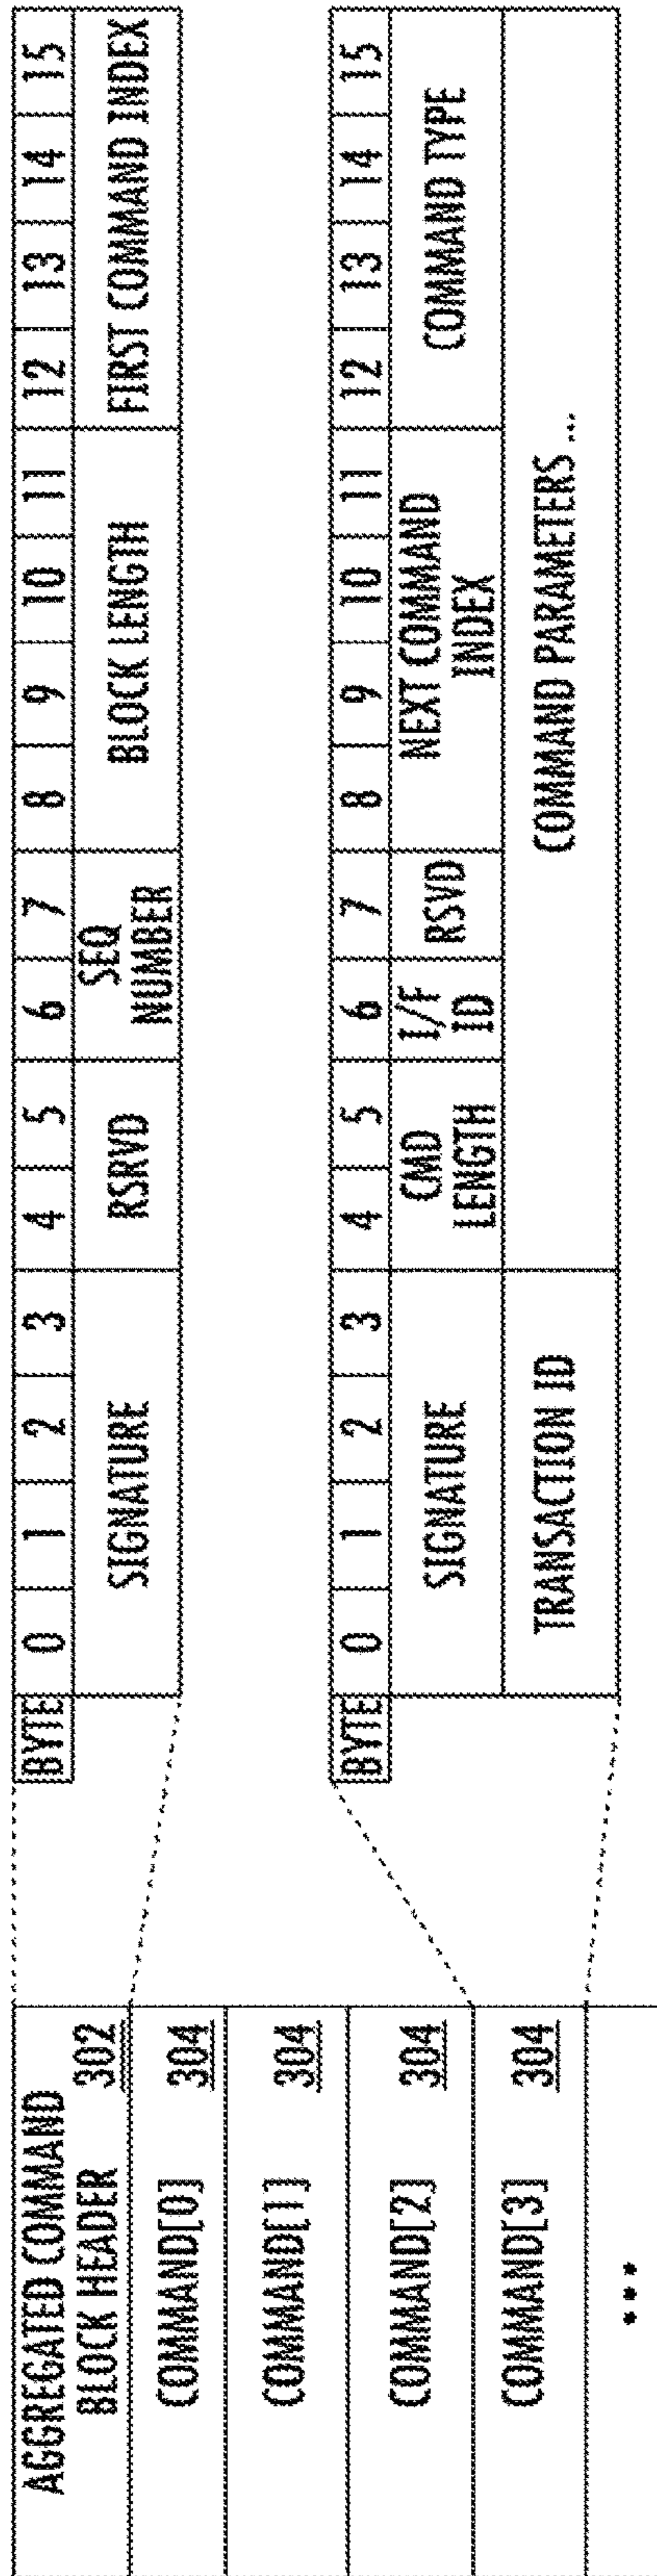 AGGREGATED COMMAND
BLOCK HEADER 302
COMMAND[0] 304
COMMAND[1] 304
COMMAND[2] 304
COMMAND[3] 304
•••
BYTE 0 1 2 3 4 5 6 7 8 9 10 11 12 13 14 15
SIGNATURE
RSRVD
SEQ
NUMBER
BLOCK LENGTH
FIRST COMMAND INDEX
BYTE 0 1 2 3 4 5 6 7 8 9 10 11 12 13 14 15
SIGNATURE
CMD
LENGTH
I/F
ID
RSVD
NEXT COMMAND
INDEX
COMMAND TYPE
TRANSACTION ID
COMMAND PARAMETERS...